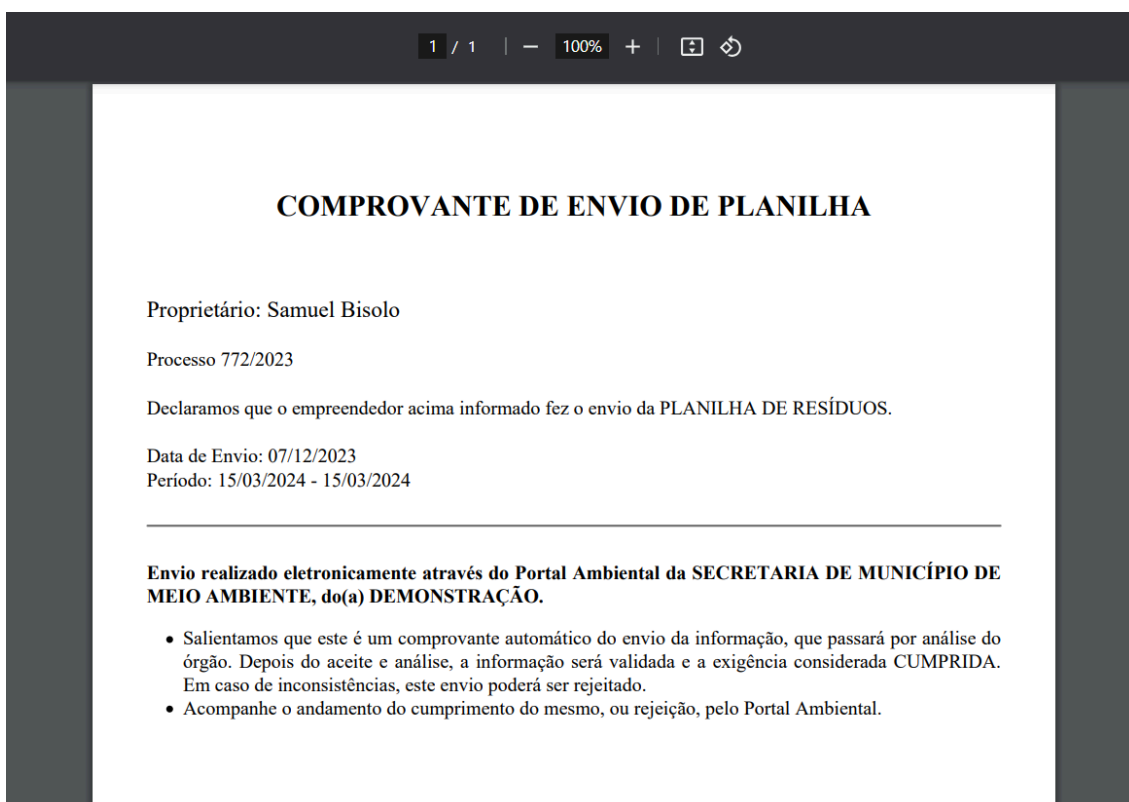 1 / 1 | − 100% + |
COMPROVANTE DE ENVIO DE PLANILHA
Proprietário: Samuel Bisolo
Processo 772/2023
Declaramos que o empreendedor acima informado fez o envio da PLANILHA DE RESÍDUOS.
Data de Envio: 07/12/2023
Período: 15/03/2024 - 15/03/2024
Envio realizado eletronicamente através do Portal Ambiental da SECRETARIA DE MUNICÍPIO DE
MEIO AMBIENTE, do(a) DEMONSTRAÇÃO.
• Salientamos que este é um comprovante automático do envio da informação, que passará por análise do
órgão. Depois do aceite e análise, a informação será validada e a exigência considerada CUMPRIDA.
Em caso de inconsistências, este envio poderá ser rejeitado.
• Acompanhe o andamento do cumprimento do mesmo, ou rejeição, pelo Portal Ambiental.